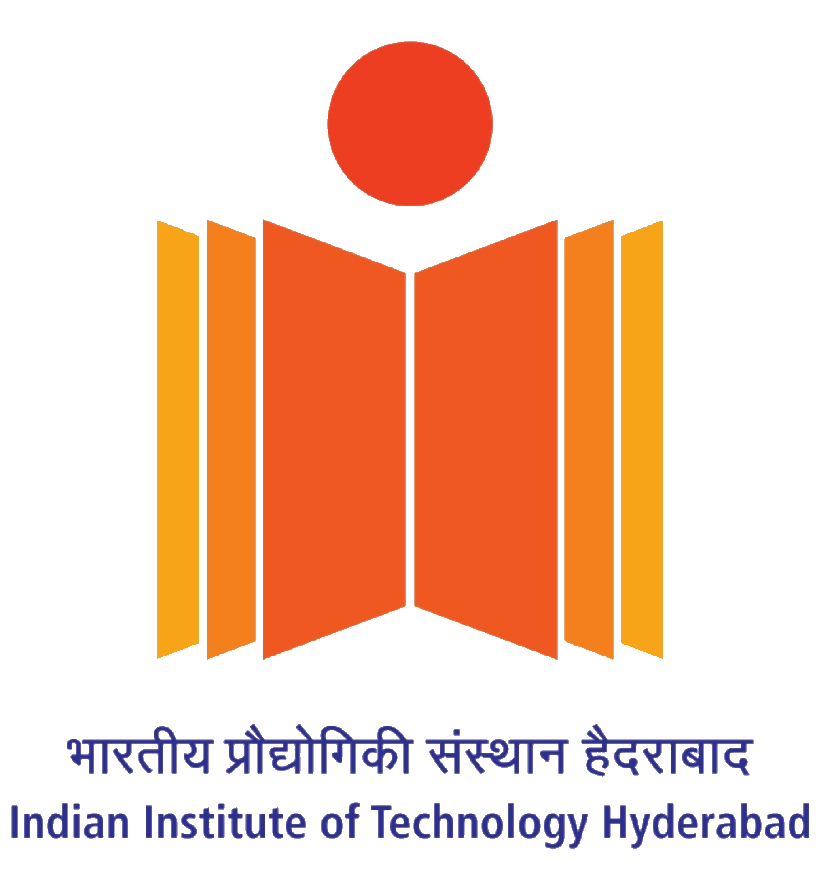 भारतीय प्रौद्योगिकी संस्थान हैदराबाद
Indian Institute of Technology Hyderabad